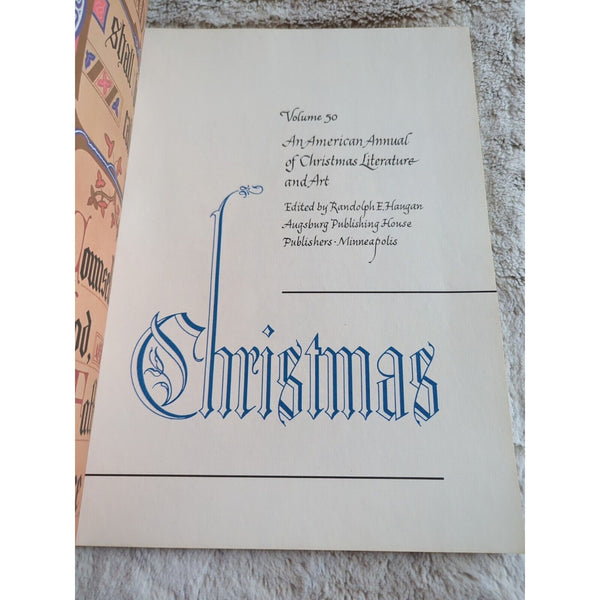 shall
Volume 50
An American Annual
of Christmas Literature
and Art
Edited by Randolph E. Haugan
Augsburg Publishing House
Publishers · Minneapolis
Christmas